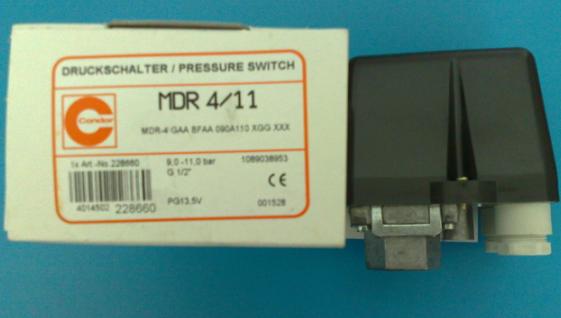 DRUCKSCHALTER / PRESSURE SWITCH
Condor
MDR 4/11
MDR-4 GAA BFAA 090A110 XGG XXX
1x Art.-No.228660
9,0 -11,0 bar
1089038953
G 1/2"
CE
4014502 228660
PG13,5V
001528